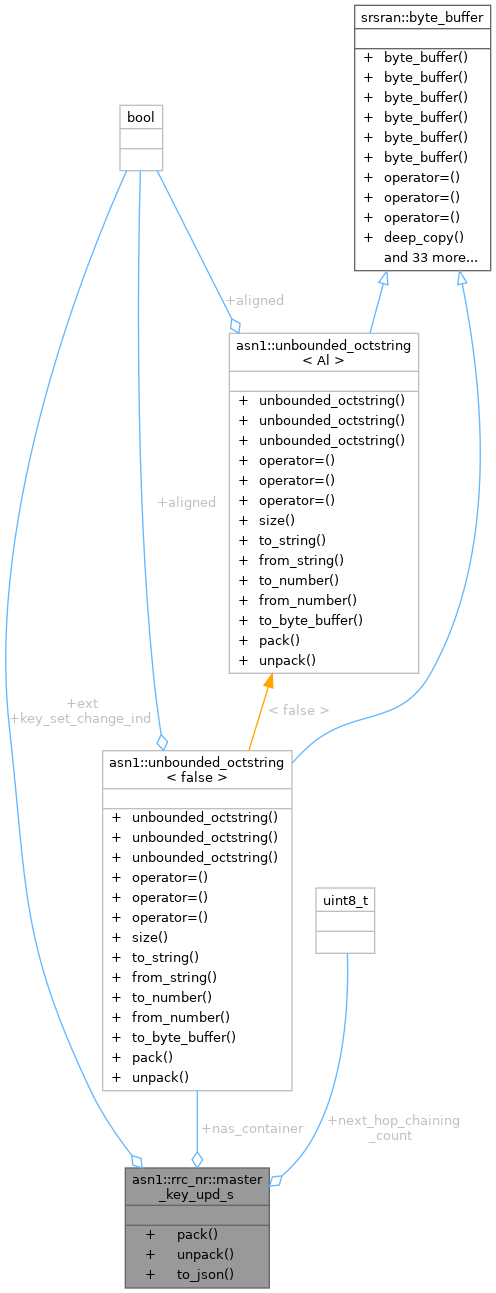 srsran::byte_buffer
+ byte_buffer()
+ byte_buffer()
+ byte_buffer()
+ byte_buffer()
+ byte_buffer()
+ byte_buffer()
+ operator=()
+ operator=()
+ operator=()
+ deep_copy()
and 33 more...
bool
+aligned
asn1::unbounded_octstring
< Al >
+ unbounded_octstring()
+ unbounded_octstring()
+ unbounded_octstring()
+ operator=()
+ operator=()
+ operator=()
+ size()
+ to_string()
+ from_string()
+ to_number()
+ from_number()
+ to_byte_buffer()
+ pack()
+ unpack()
+aligned
+ext
+key_set_change_ind
< false >
asn1::unbounded_octstring
< false >
+ unbounded_octstring()
+ unbounded_octstring()
+ unbounded_octstring()
+ operator=()
+ operator=()
+ operator=()
+ size()
+ to_string()
+ from_string()
+ to_number()
+ from_number()
+ to_byte_buffer()
+ pack()
+ unpack()
uint8_t
+nas_container
+next_hop_chaining
_count
asn1::rrc_nr::master
_key_upd_s
+ pack()
+ unpack()
+ to_json()